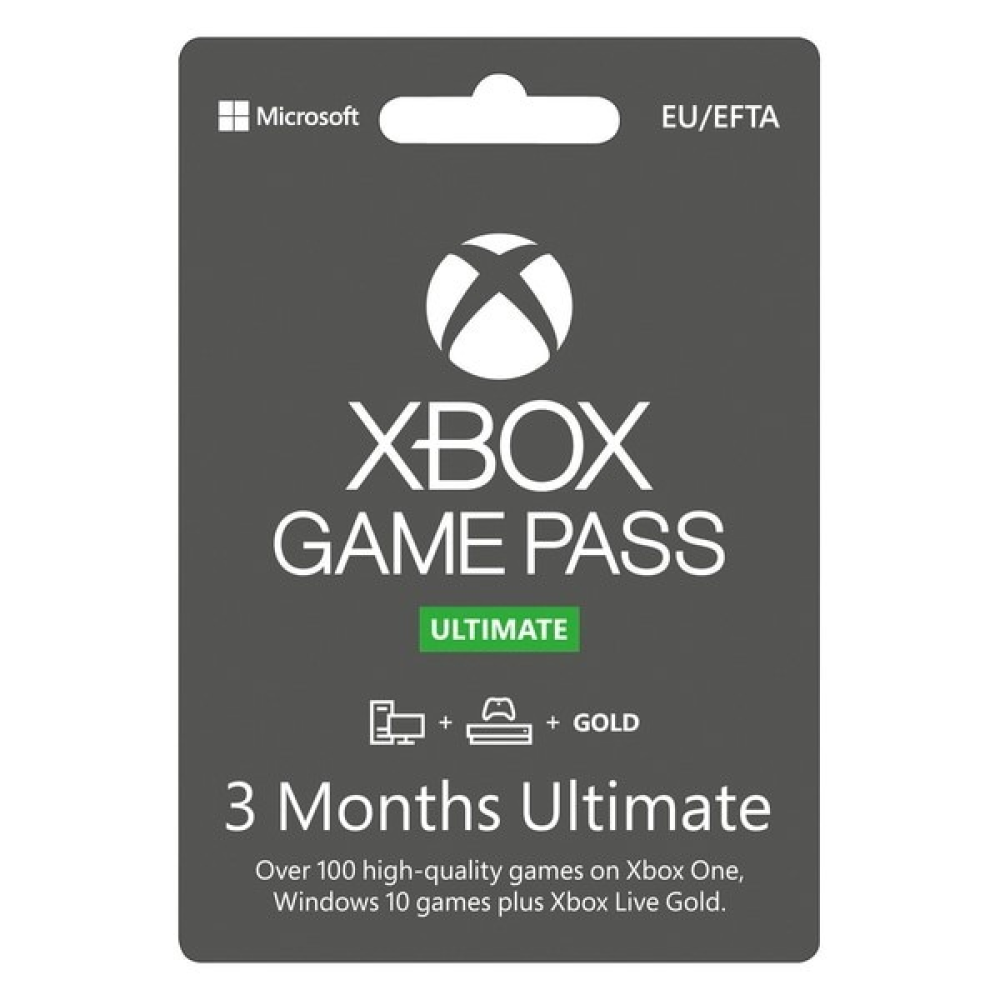 Microsoft
EU/EFTA
XBOX
GAME PASS
ULTIMATE
+ + GOLD
3 Months Ultimate
Over 100 high-quality games on Xbox One,
Windows 10 games plus Xbox Live Gold.